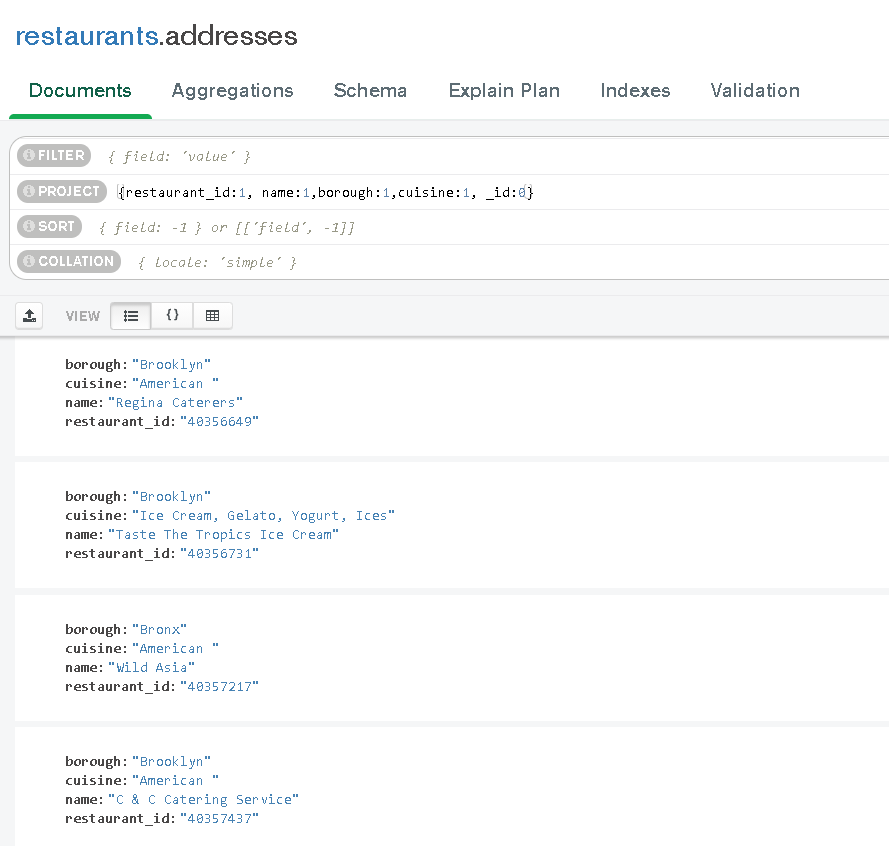 restaurants.addresses
Documents Aggregations Schema Explain Plan Indexes Validation
FILTER { field: 'value' }
PROJECT {restaurant_id:1, name:1,borough:1,cuisine:1, _id:0}
SORT { field: -1 } or [['field', -1]]
COLLATION { locale: 'simple' }
VIEW {}
borough: "Brooklyn"
cuisine: "American "
name: "Regina Caterers"
restaurant_id: "40356649"
borough: "Brooklyn"
cuisine: "Ice Cream, Gelato, Yogurt, Ices"
name: "Taste The Tropics Ice Cream"
restaurant_id: "40356731"
borough: "Bronx"
cuisine: "American "
name: "Wild Asia"
restaurant_id: "40357217"
borough: "Brooklyn"
cuisine: "American "
name: "C & C Catering Service"
restaurant_id: "40357437"